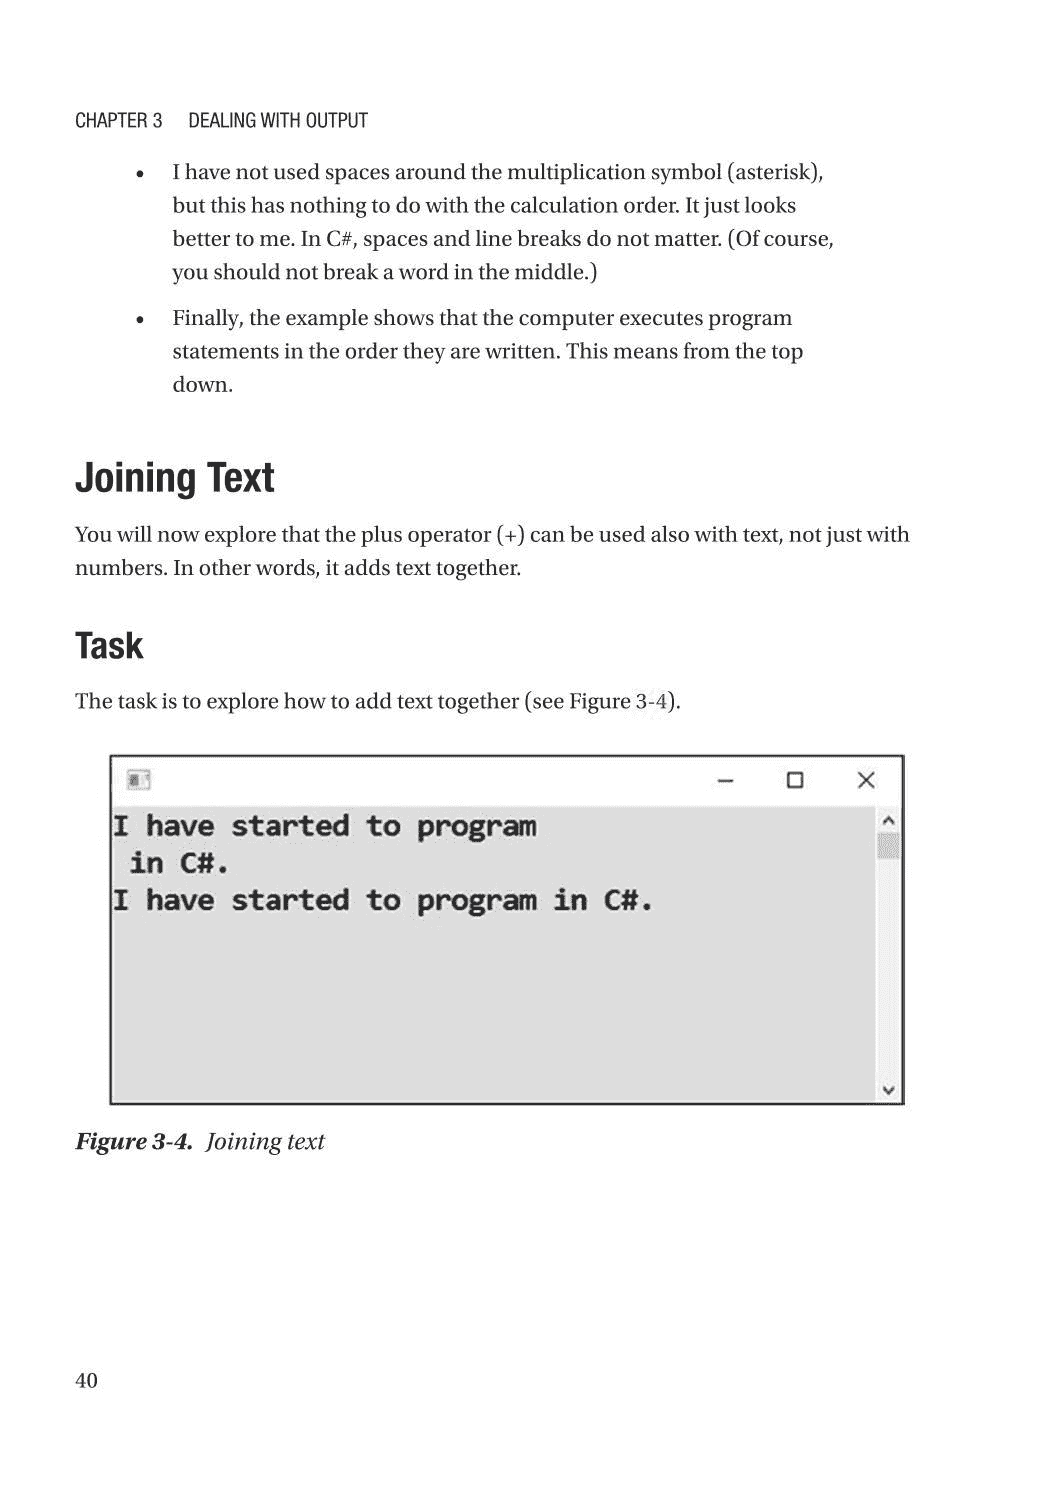 CHAPTER 3 DEALING WITH OUTPUT
• I have not used spaces around the multiplication symbol (asterisk),
but this has nothing to do with the calculation order. It just looks
better to me. In C#, spaces and line breaks do not matter. (Of course,
you should not break a word in the middle.)
• Finally, the example shows that the computer executes program
statements in the order they are written. This means from the top
down.
Joining Text
You will now explore that the plus operator (+) can be used also with text, not just with
numbers. In other words, it adds text together.
Task
The task is to explore how to add text together (see Figure 3-4).
I have started to program
in C#.
I have started to program in C#.
Figure 3-4. Joining text
40